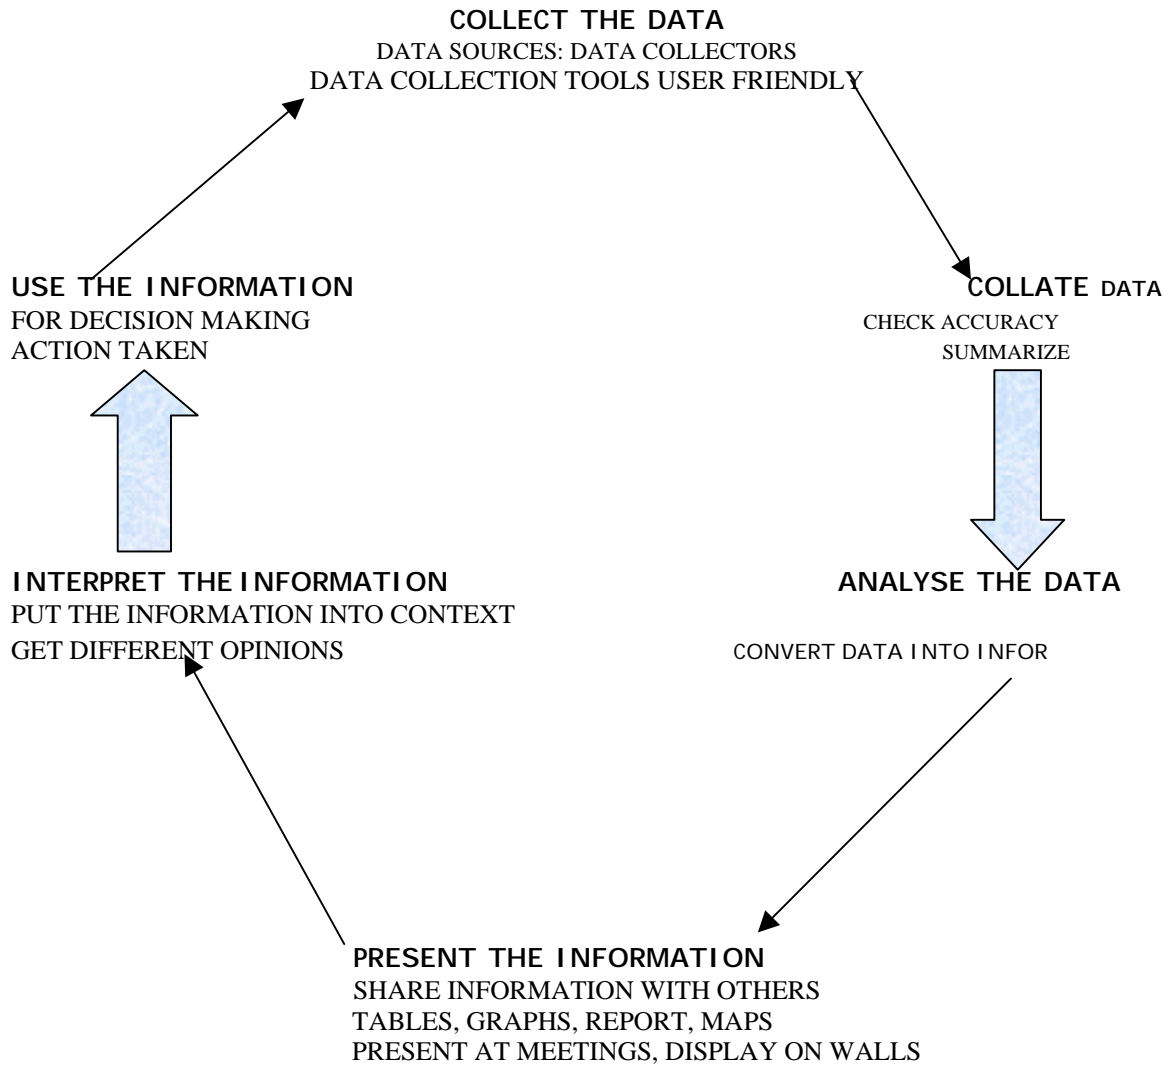 COLLECT THE DATA
DATA SOURCES: DATA COLLECTORS
DATA COLLECTION TOOLS USER FRIENDLY
COLLATE DATA
CHECK ACCURACY
SUMMARIZE
ANALYSE THE DATA
CONVERT DATA INTO INFOR
PRESENT THE INFORMATION
SHARE INFORMATION WITH OTHERS
TABLES, GRAPHS, REPORT, MAPS
PRESENT AT MEETINGS, DISPLAY ON WALLS
INTERPRET THE INFORMATION
PUT THE INFORMATION INTO CONTEXT
GET DIFFERENT OPINIONS
USE THE INFORMATION
FOR DECISION MAKING
ACTION TAKEN